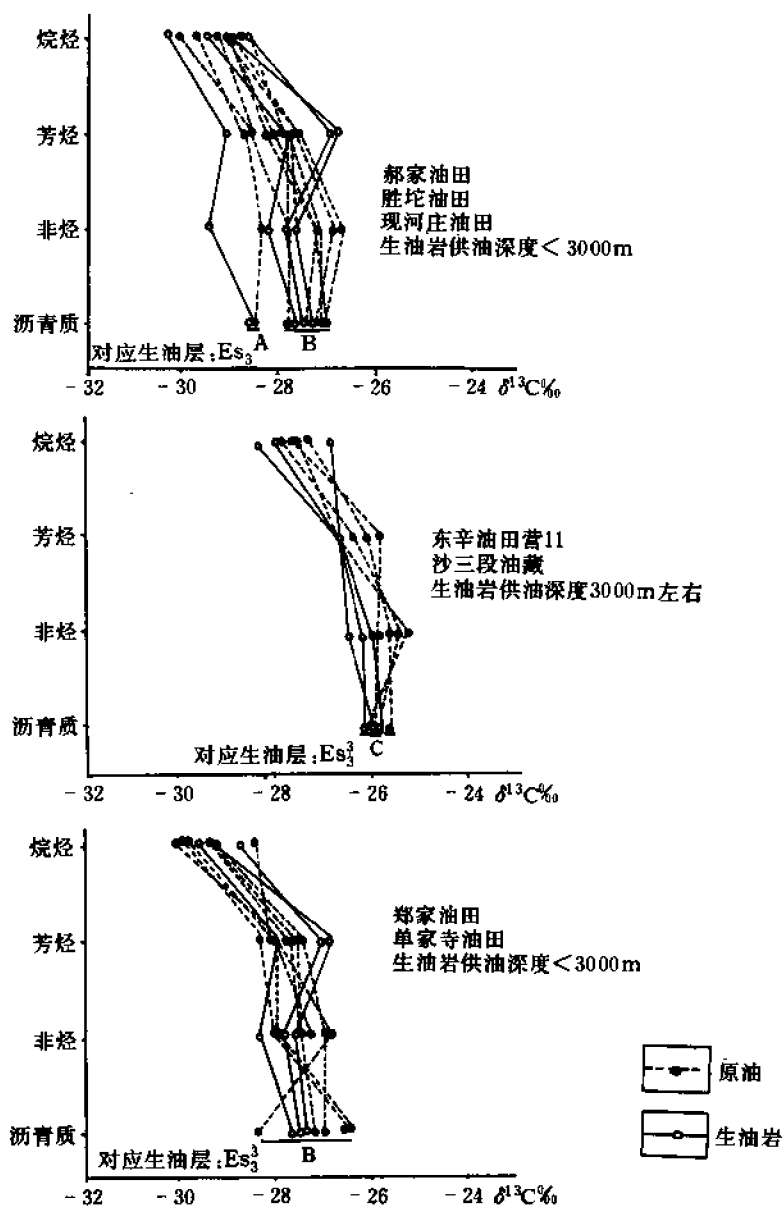 烷烃
芳烃
郝家油田
胜坨油田
现河庄油田
非烃
生油岩供油深度<3000m
沥青质
A B
对应生油层:Es₃
-32 -30 -28 -26 -24 δ¹³C‰
烷烃
芳烃
东辛油田营11
沙三段油藏
生油岩供油深度3000m左右
非烃
沥青质
C
对应生油层:Es₃³
-32 -30 -28 -26 -24 δ¹³C‰
烷烃
郑家油田
芳烃
单家寺油田
生油岩供油深度<3000m
非烃
原油
沥青质
生油岩
B
对应生油层:Es₃³
-32 -30 -28 -26 -24 δ¹³C‰